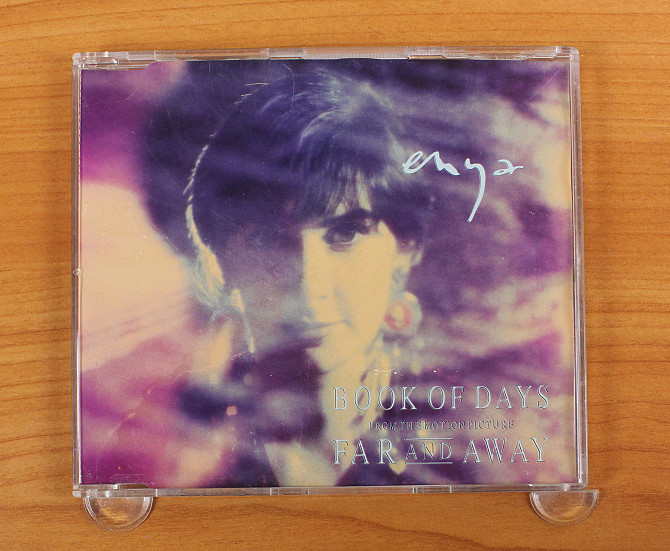 enya
BOOK OF DAYS
FROM THE MOTION PICTURE
FAR AND AWAY